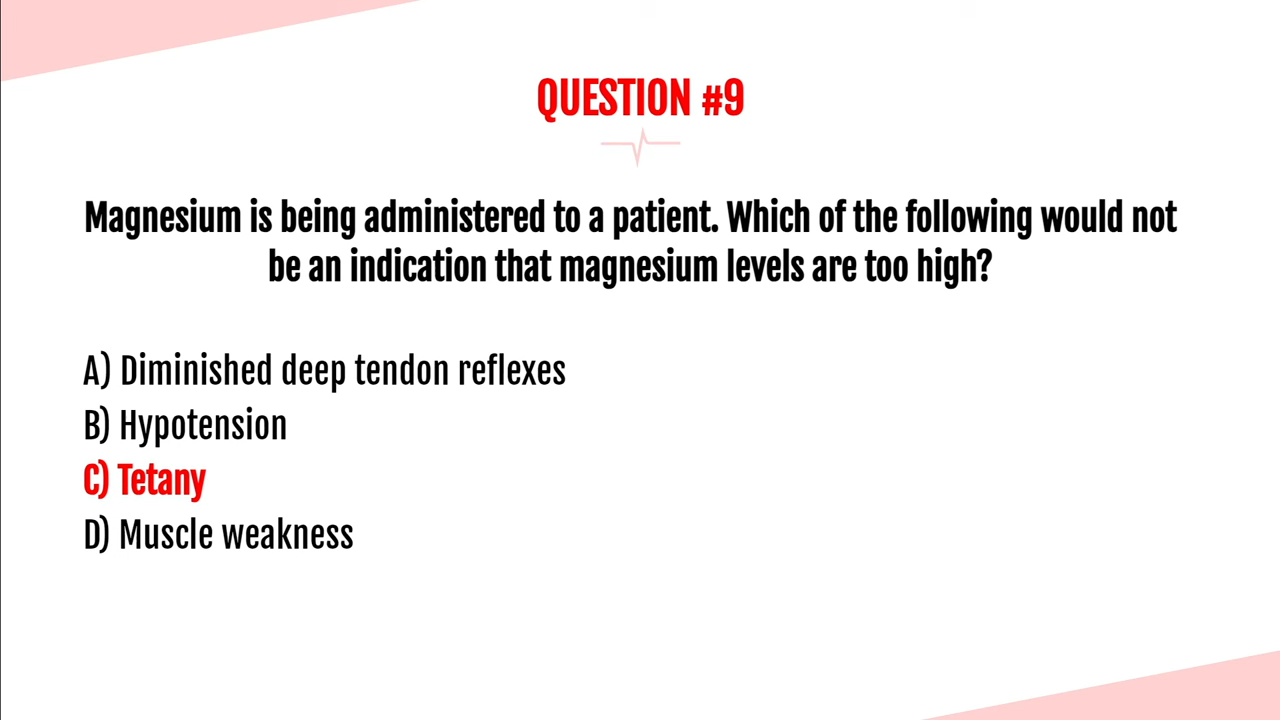 QUESTION #9
Magnesium is being administered to a patient. Which of the following would not
be an indication that magnesium levels are too high?
A) Diminished deep tendon reflexes
B) Hypotension
C) Tetany
D) Muscle weakness